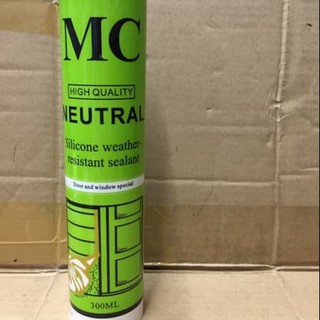 MC
HIGH QUALITY
NEUTRAL
Silicone weather-
resistant sealant
Door and window special
300ML